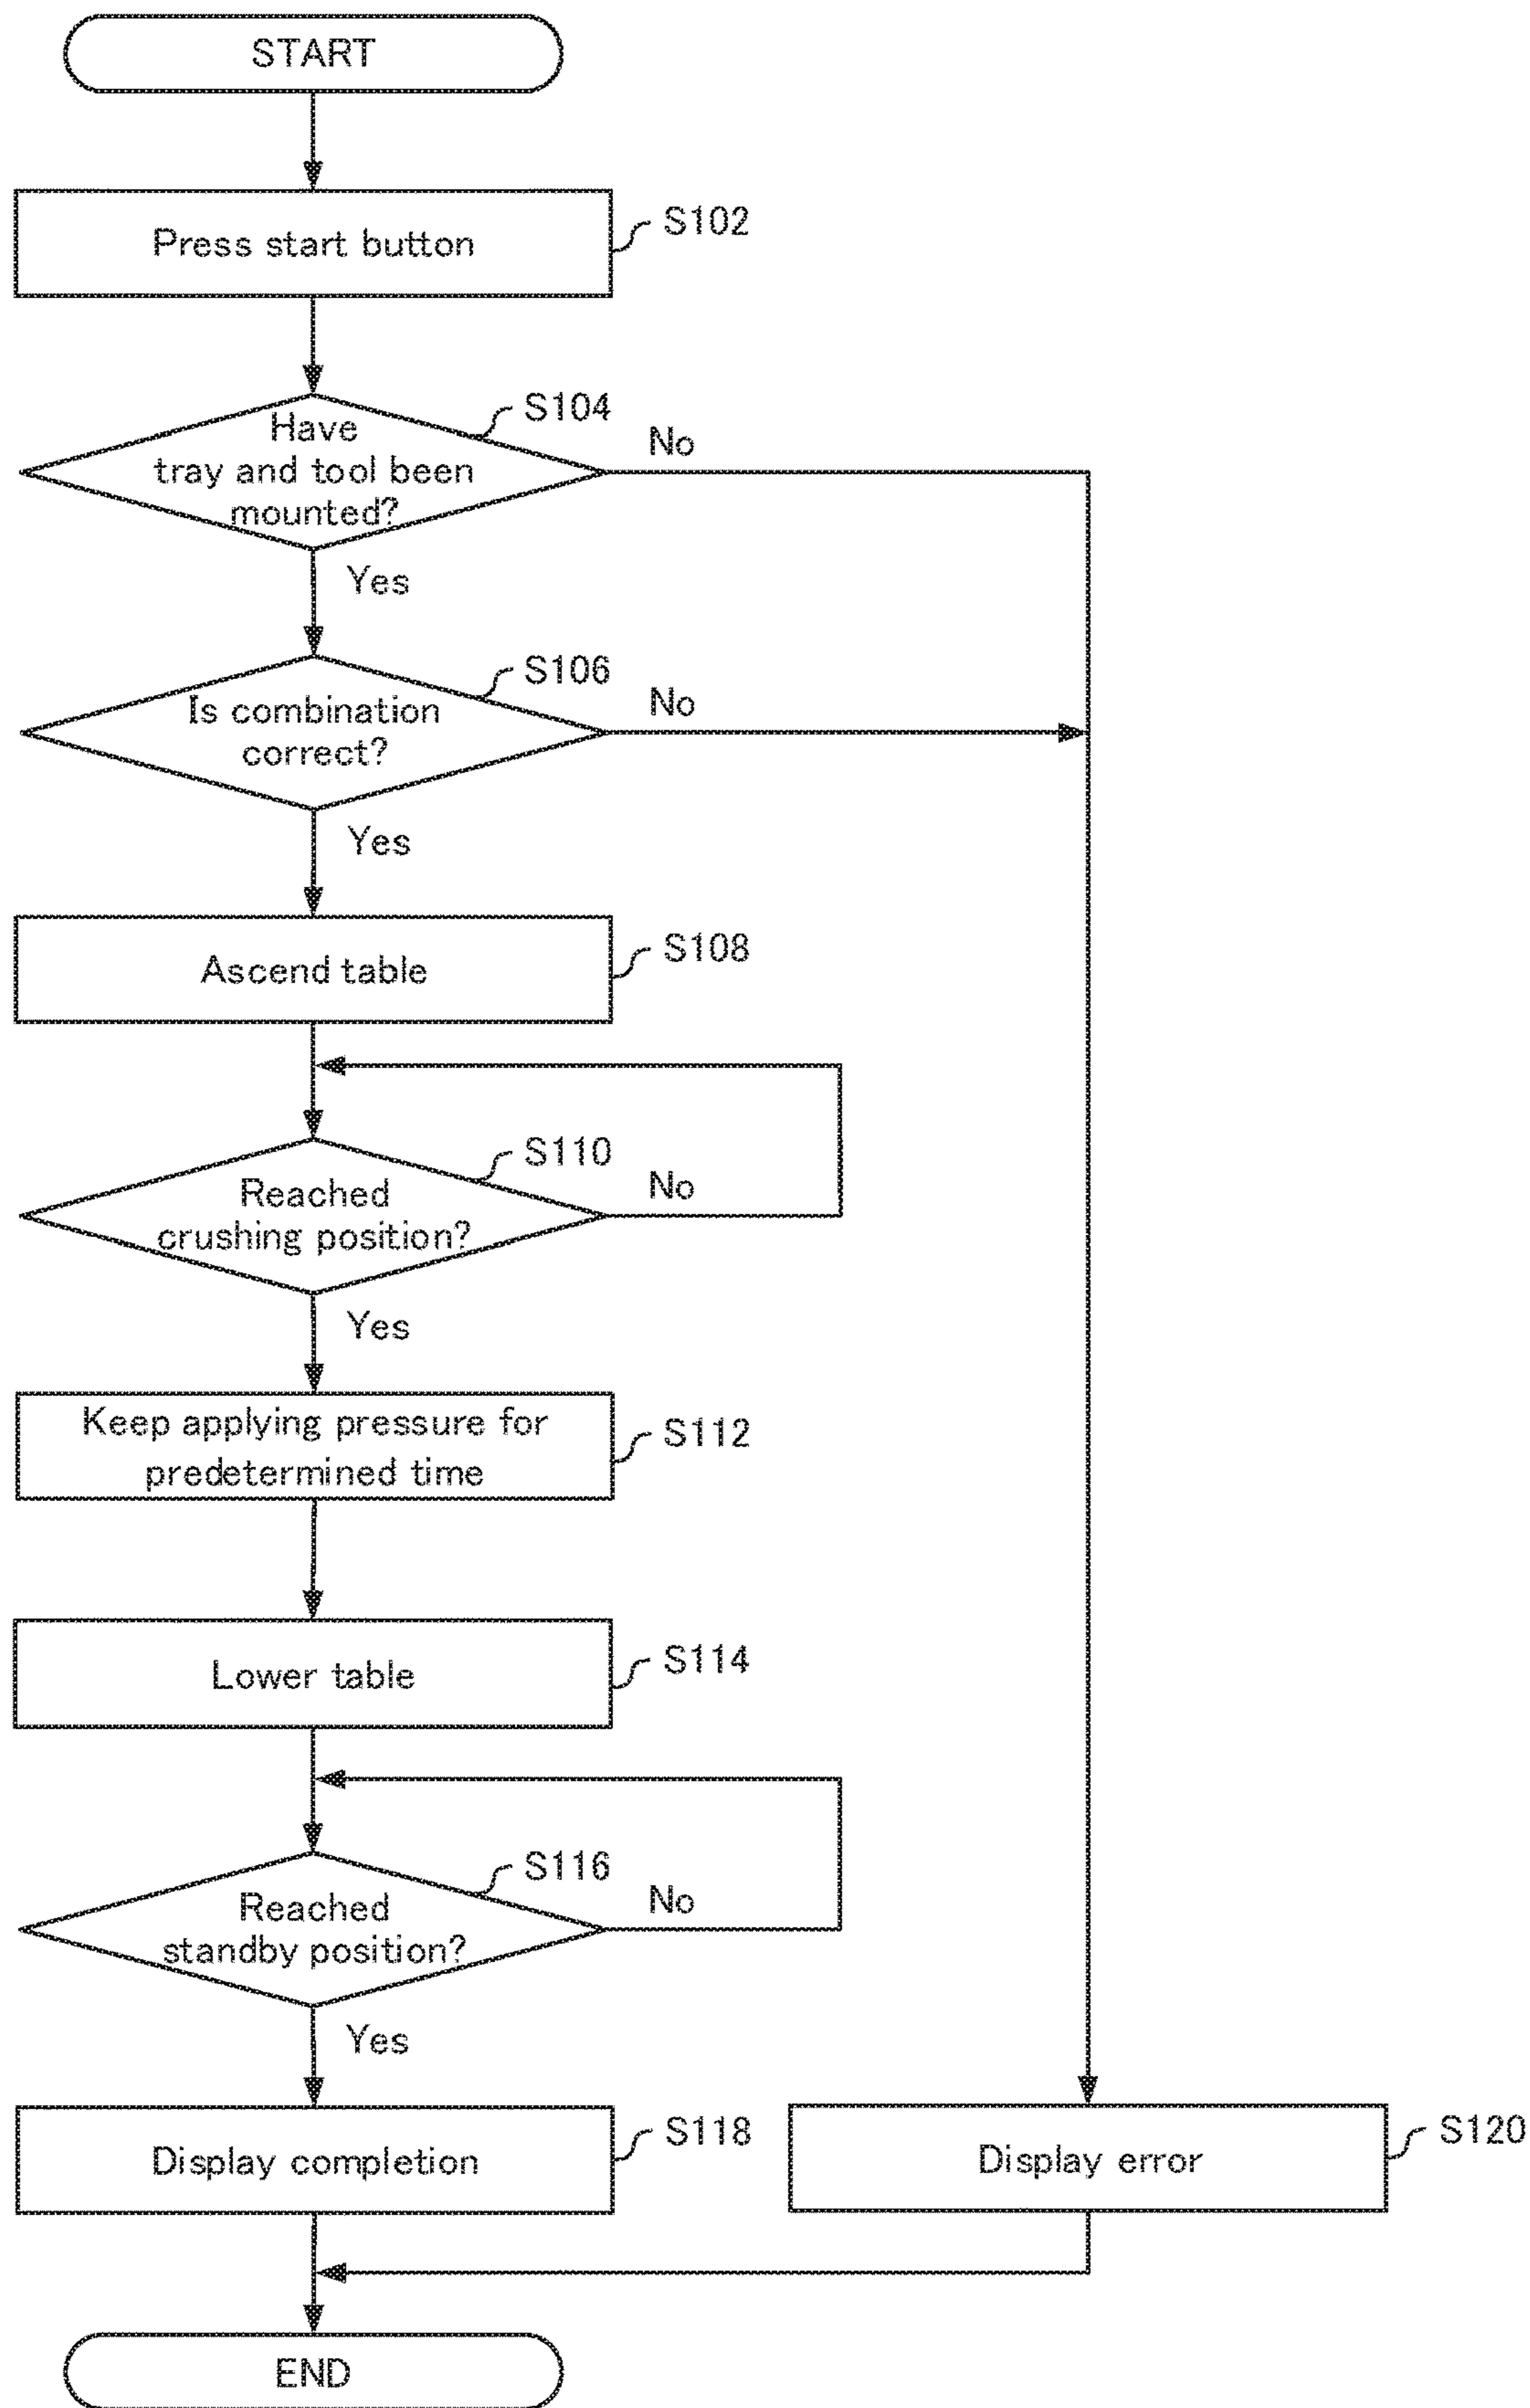 START
Press start button
S102
S104
Have
tray and tool been
mounted?
No
Yes
S106
Is combination
correct?
No
Yes
Ascend table
S108
S110
Reached
crushing position?
No
Yes
Keep applying pressure for
predetermined time
S112
Lower table
S114
S116
Reached
standby position?
No
Yes
Display completion
S118
Display error
S120
END